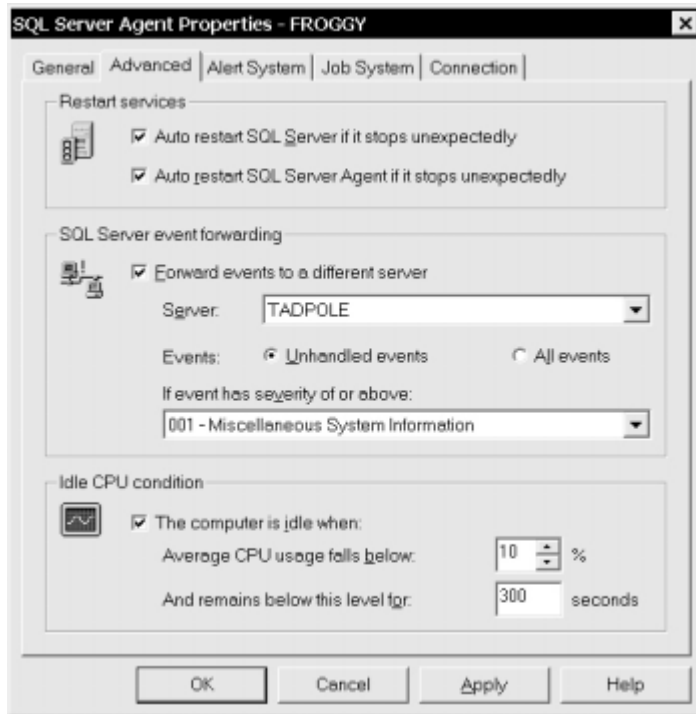 SQL Server Agent Properties - FROGGY
General Advanced Alert System Job System Connection
Restart services
Auto restart SQL Server if it stops unexpectedly
Auto restart SQL Server Agent if it stops unexpectedly
SQL Server event forwarding
Forward events to a different server
Server: TADPOLE
Events: Unhandled events All events
If event has severity of or above:
001 - Miscellaneous System Information
Idle CPU condition
The computer is idle when:
Average CPU usage falls below: 10 %
And remains below this level for: 300 seconds
OK Cancel Apply Help